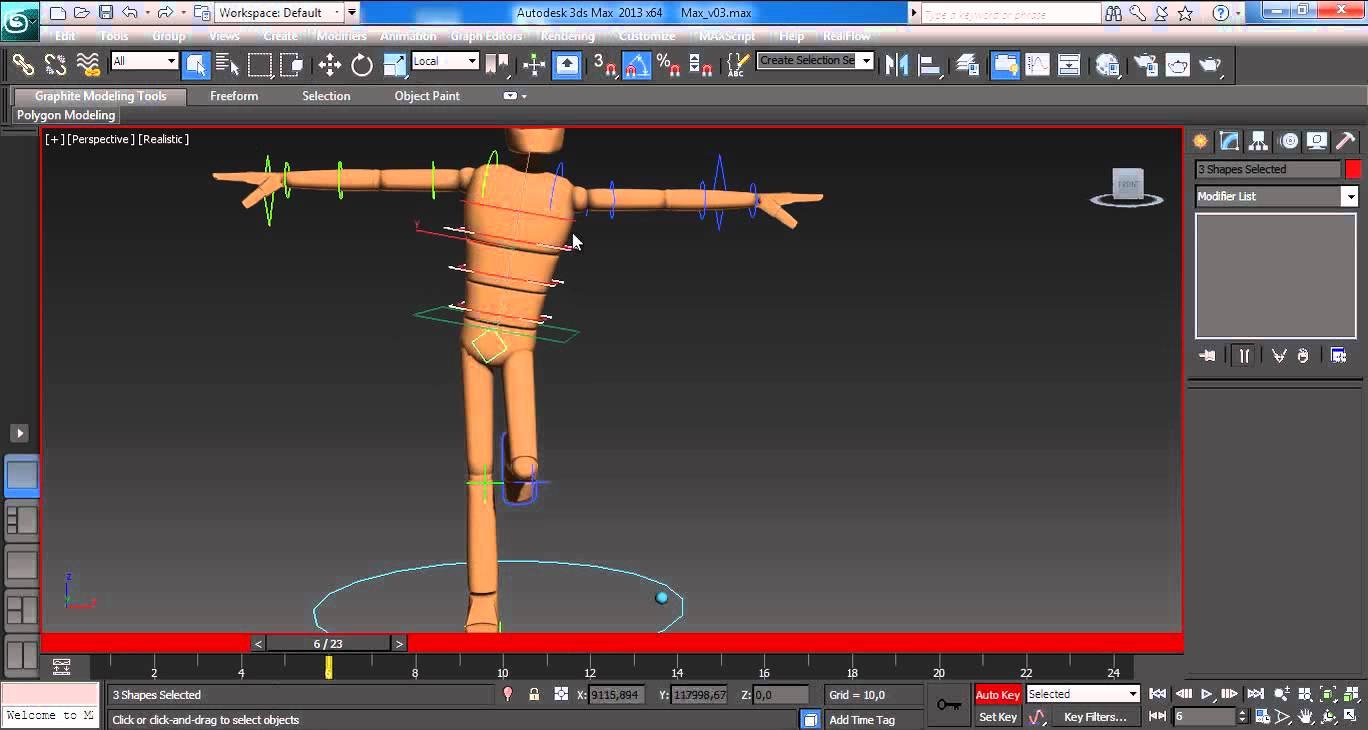 Workspace: Default
Autodesk 3ds Max 2013 x64 Max_v03.max
Type a keyword or phrase
Edit Tools Group Views Create Modifiers Animation Graph Editors Rendering Customize MAXScript Help RealFlow
All
Local
3
%
ABC
Create Selection Se
Graphite Modeling Tools Freeform Selection Object Paint
Polygon Modeling
[+] [Perspective] [Realistic]
FRONT
3 Shapes Selected
Modifier List
Y
z
x
< 6 / 23 >
2 6 8 10 12 14 16 18 20 22 24
3 Shapes Selected
X: 9115,894 Y: 117998,67 Z: 0,0 Grid = 10,0
Auto Key Selected
Welcome to M
Click or click-and-drag to select objects
Add Time Tag
Set Key Key Filters...
6